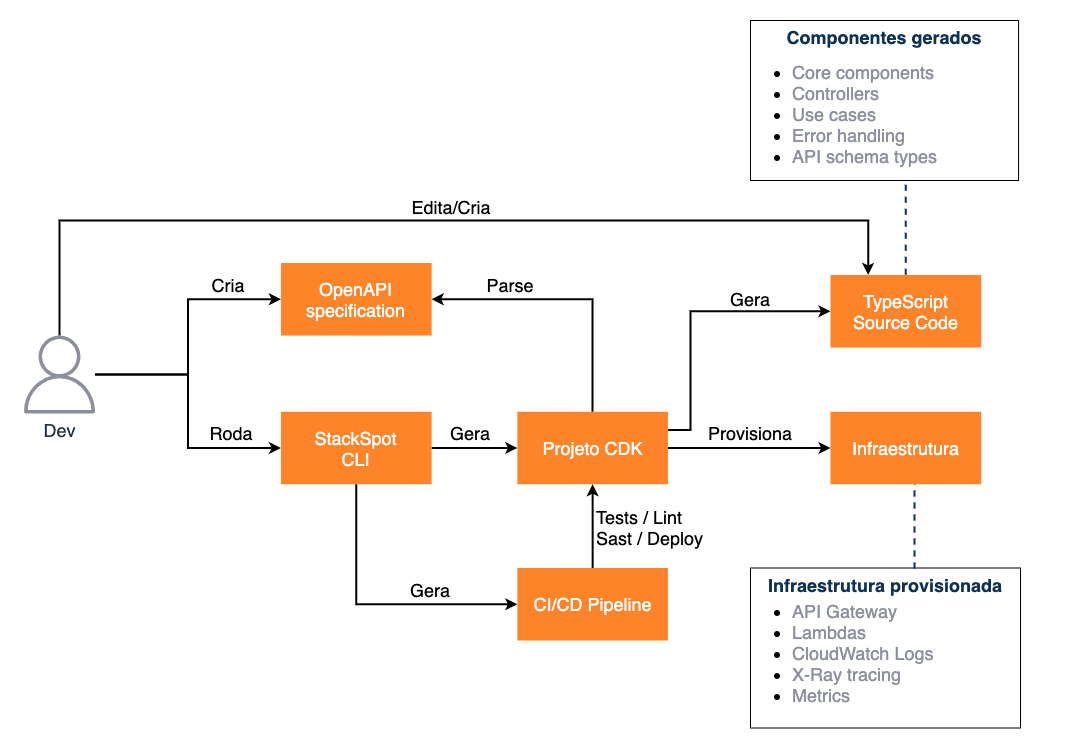 Componentes gerados
Core components
Controllers
Use cases
Error handling
API schema types
Edita/Cria
Cria
OpenAPI
specification
Parse
Gera
TypeScript
Source Code
Dev
Roda
StackSpot
CLI
Gera
Projeto CDK
Provisiona
Infraestrutura
Tests / Lint
Sast / Deploy
Gera
CI/CD Pipeline
Infraestrutura provisionada
API Gateway
Lambdas
CloudWatch Logs
X-Ray tracing
Metrics